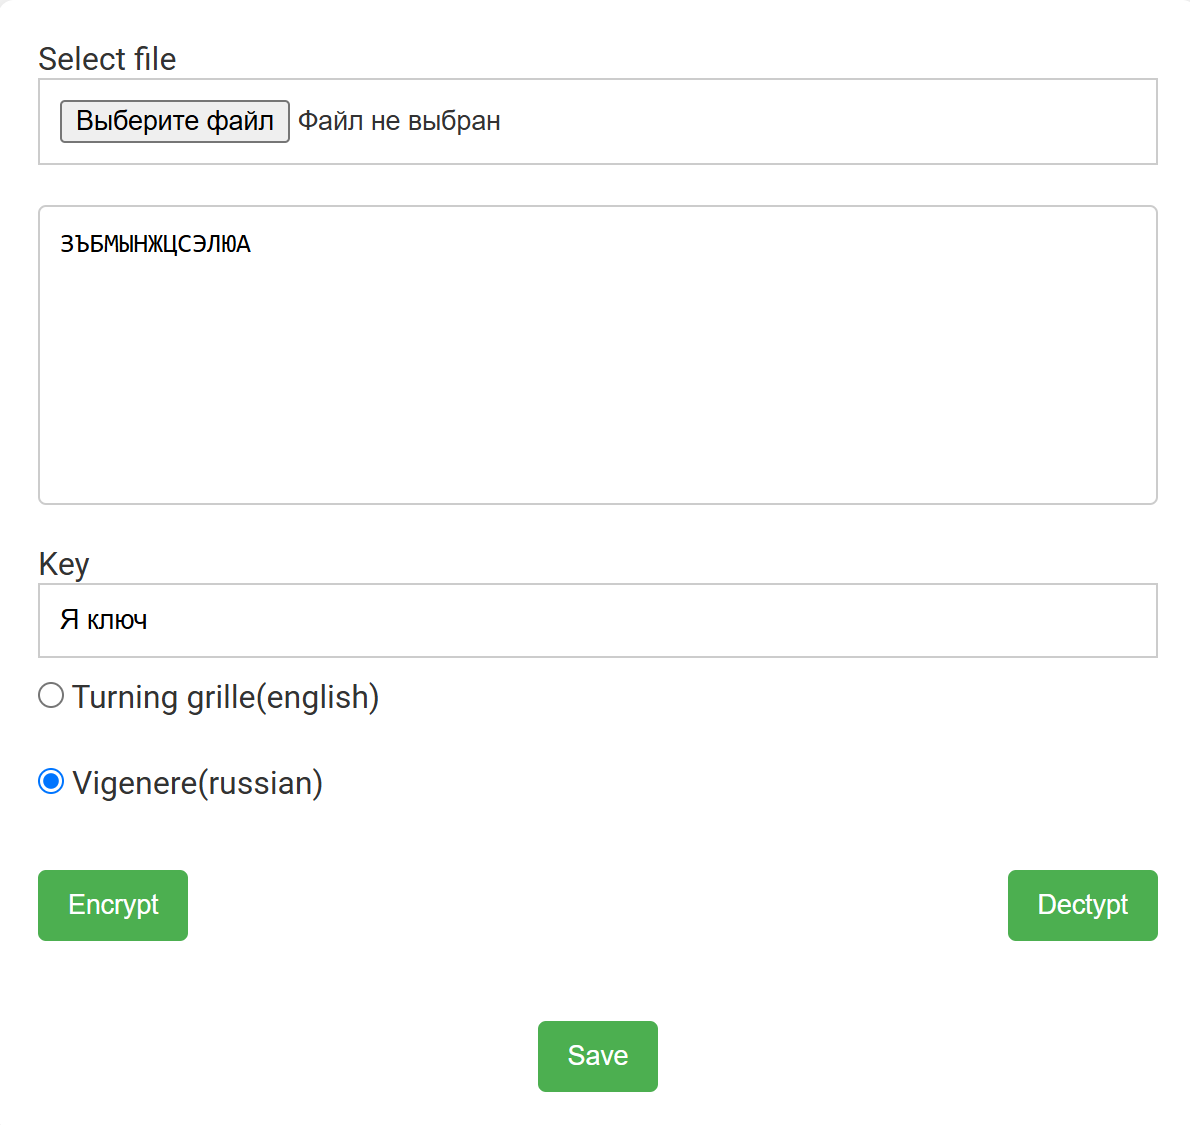 Select file
Выберите файл Файл не выбран
ЗЪБМЫНЖЦСЭЛЮА
Key
Я ключ
Turning grille(english)
Vigenere(russian)
Encrypt Dectypt
Save